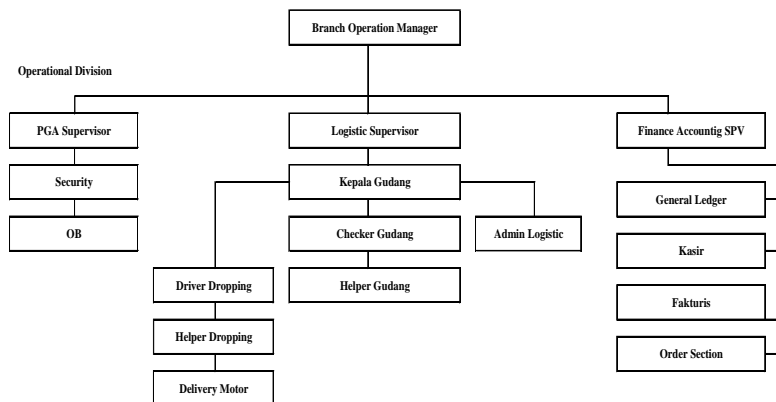 Branch Operation Manager
Operational Division
PGA Supervisor
Logistic Supervisor
Finance Accountig SPV
Security
Kepala Gudang
General Ledger
OB
Checker Gudang
Admin Logistic
Kasir
Driver Dropping
Helper Gudang
Fakturis
Helper Dropping
Order Section
Delivery Motor